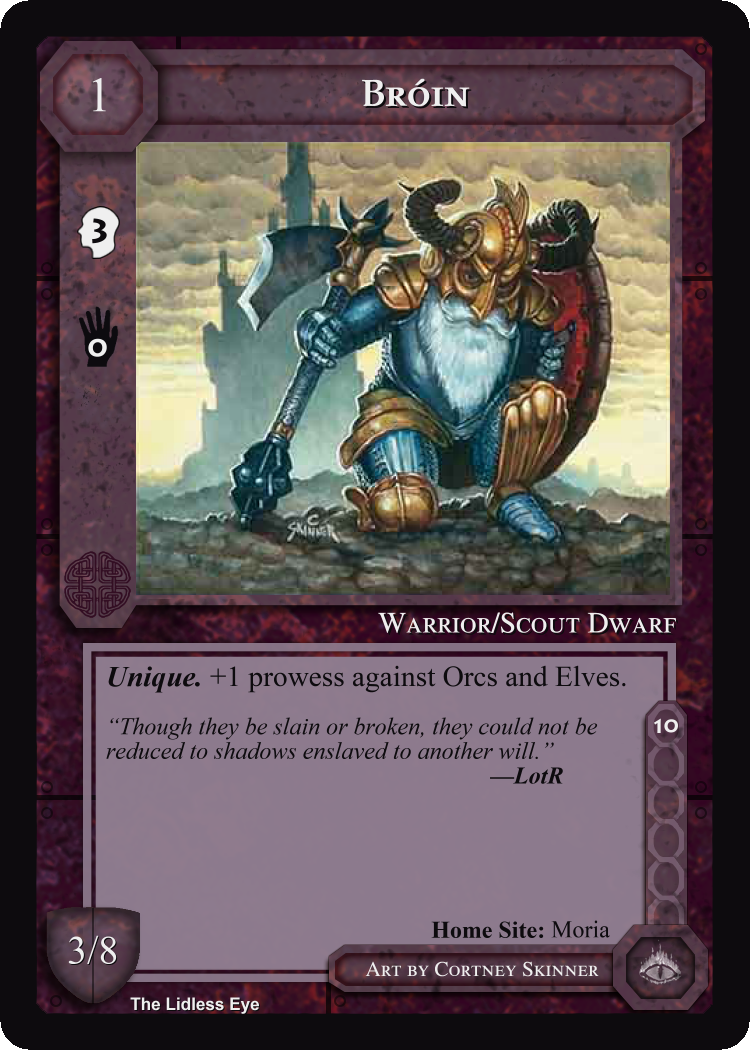 1
BRÓIN
3
0
C
SKINNER
WARRIOR/SCOUT DWARF
Unique. +1 prowess against Orcs and Elves.
“Though they be slain or broken, they could not be
reduced to shadows enslaved to another will.”
—LotR
10
Home Site: Moria
3/8
ART BY CORTNEY SKINNER
The Lidless Eye